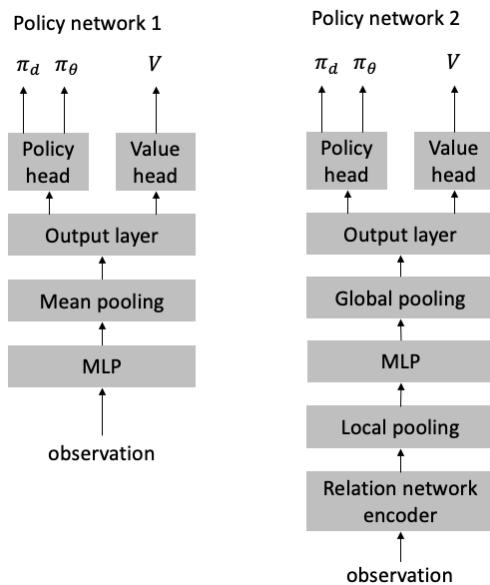 Policy network 1
π_d π_θ V
Policy
head
Value
head
Output layer
Mean pooling
MLP
observation
Policy network 2
π_d π_θ V
Policy
head
Value
head
Output layer
Global pooling
MLP
Local pooling
Relation network
encoder
observation